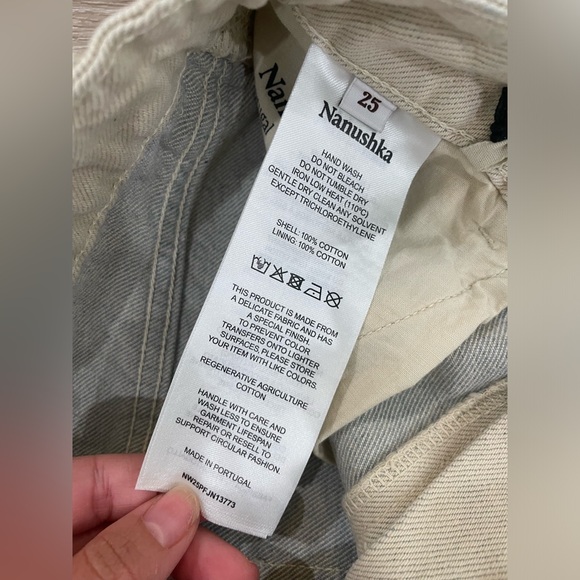 25
Nanushka
HAND WASH
DO NOT BLEACH
DO NOT TUMBLE DRY
IRON LOW HEAT (110ºC)
GENTLE DRY CLEAN ANY SOLVENT
EXCEPT TRICHLOROETHYLENE
SHELL: 100% COTTON
LINING: 100% COTTON
THIS PRODUCT IS MADE FROM
A DELICATE FABRIC AND HAS
A SPECIAL FINISH.
TO PREVENT COLOR
TRANSFERS ONTO LIGHTER
SURFACES, PLEASE STORE
YOUR ITEM WITH LIKE COLORS.
REGENERATIVE AGRICULTURE
COTTON
HANDLE WITH CARE AND
WASH LESS TO ENSURE
GARMENT LIFESPAN
REPAIR OR RESELL TO
SUPPORT CIRCULAR FASHION.
MADE IN PORTUGAL
NW25PFJN13773